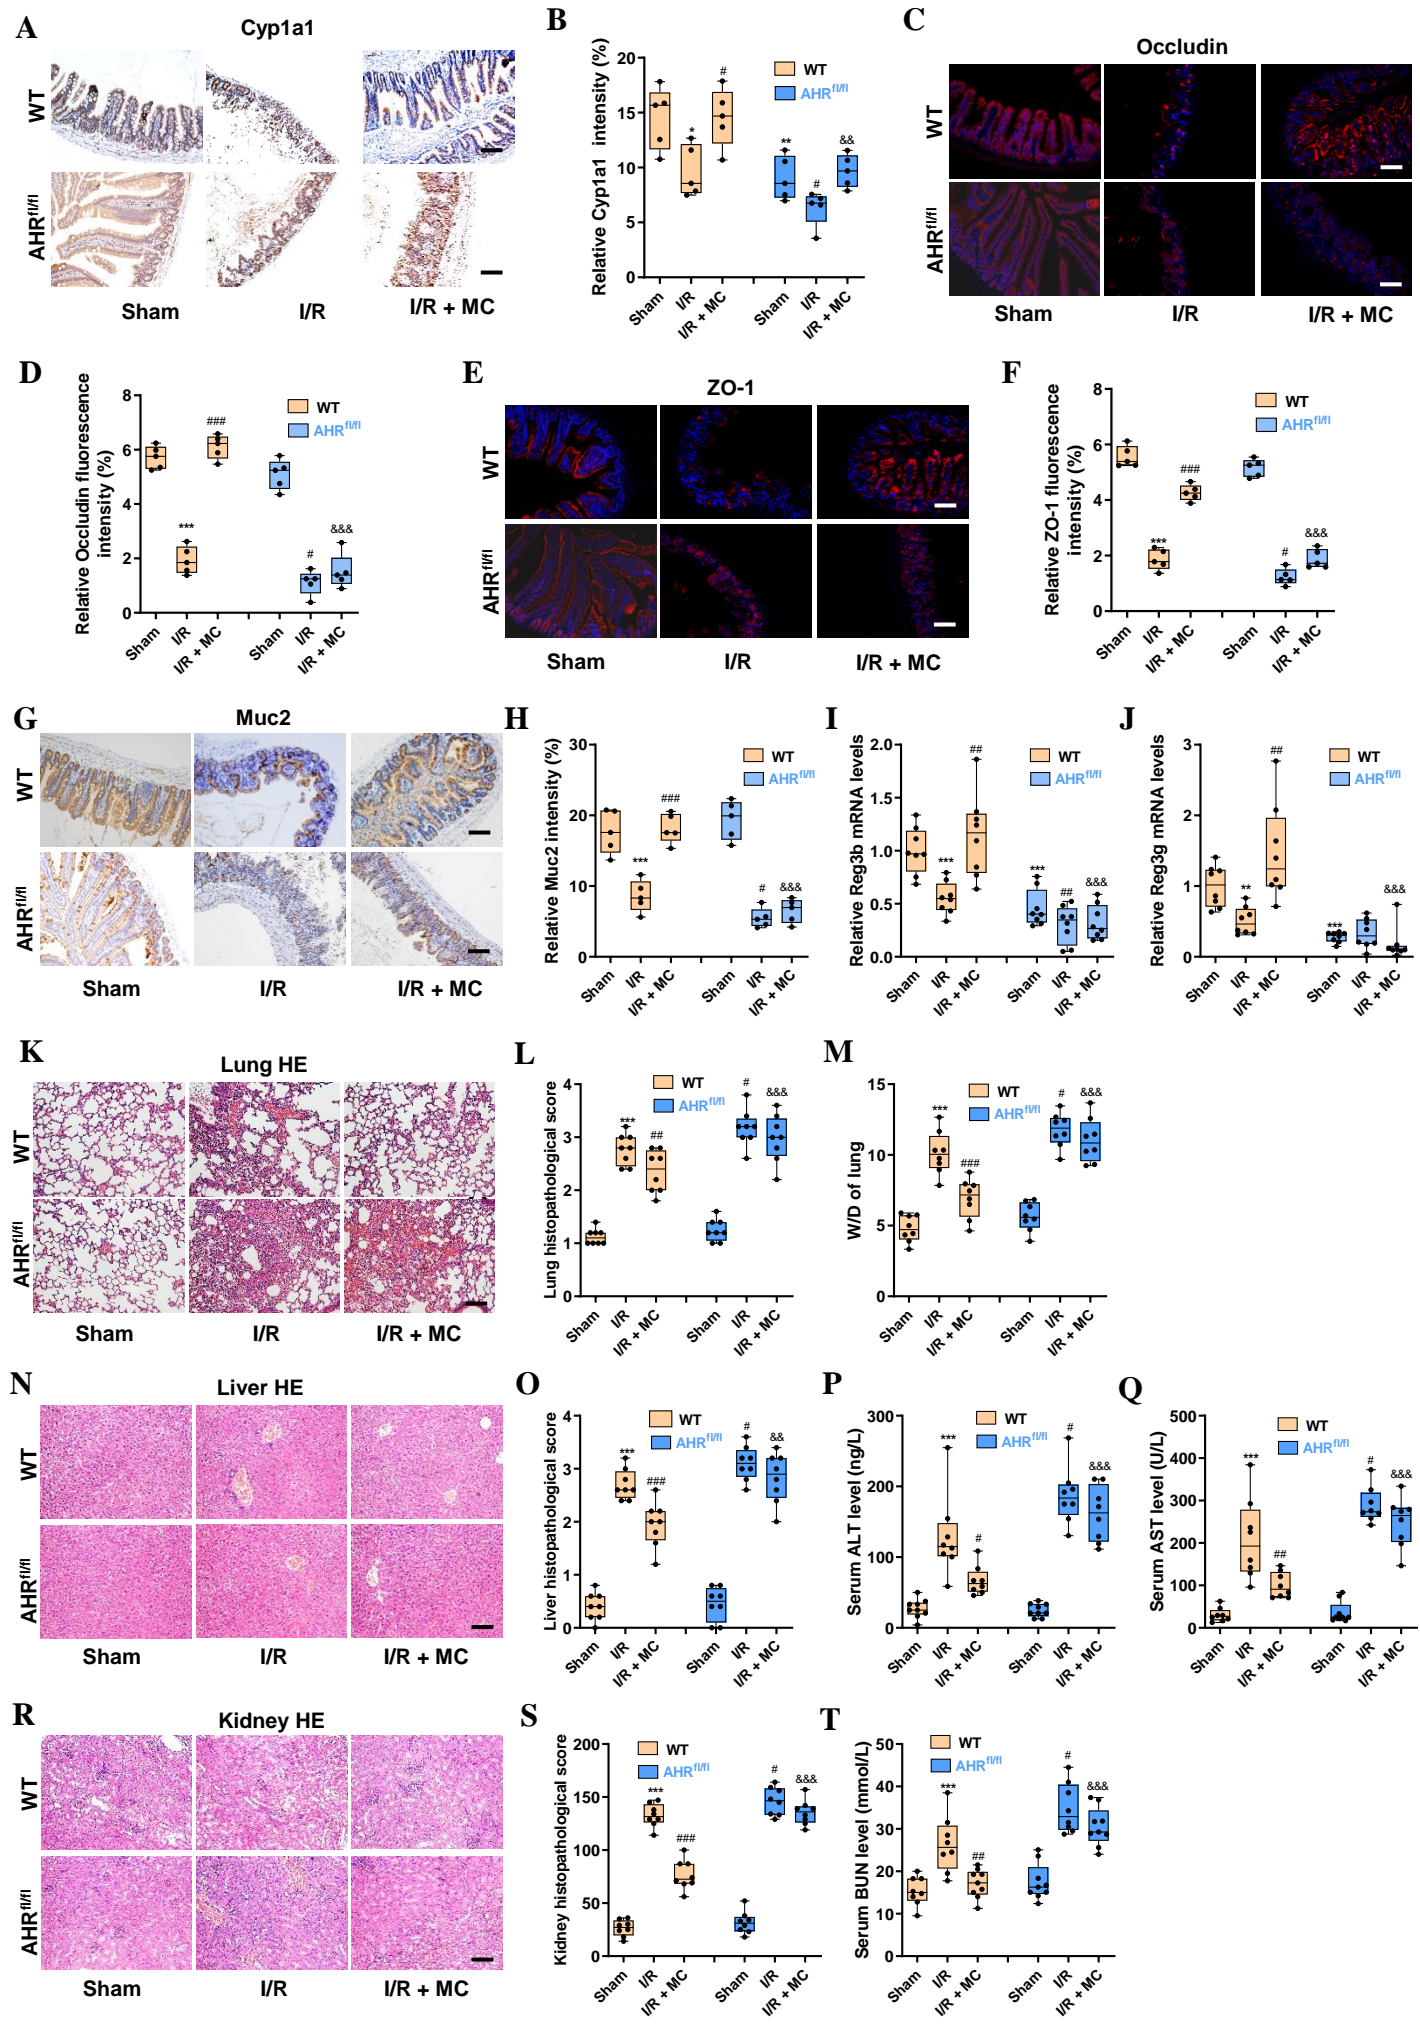 A
Cyp1a1
WT
AHRfl/fl
Sham
I/R
I/R + MC
B
Relative Cyp1a1 intensity (%)
20
15
10
5
0
WT
AHRfl/fl
*
#
**
#
&&
Sham
I/R
I/R + MC
Sham
I/R
I/R + MC
C
Occludin
WT
AHRfl/fl
Sham
I/R
I/R + MC
D
Relative Occludin fluorescence
intensity (%)
8
6
4
2
0
WT
AHRfl/fl
***
###
#
&&&
Sham
I/R
I/R + MC
Sham
I/R
I/R + MC
E
ZO-1
WT
AHRfl/fl
Sham
I/R
I/R + MC
F
Relative ZO-1 fluorescence
intensity (%)
8
6
4
2
0
WT
AHRfl/fl
***
###
#
&&&
Sham
I/R
I/R + MC
Sham
I/R
I/R + MC
G
Muc2
WT
AHRfl/fl
Sham
I/R
I/R + MC
H
Relative Muc2 intensity (%)
30
20
10
0
WT
AHRfl/fl
***
###
#
&&&
Sham
I/R
I/R + MC
Sham
I/R
I/R + MC
I
Relative Reg3b mRNA levels
2.0
1.5
1.0
0.5
0.0
WT
AHRfl/fl
***
##
***
##
&&&
Sham
I/R
I/R + MC
Sham
I/R
I/R + MC
J
Relative Reg3g mRNA levels
3
2
1
0
WT
AHRfl/fl
**
##
***
&&&
Sham
I/R
I/R + MC
Sham
I/R
I/R + MC
K
Lung HE
WT
AHRfl/fl
Sham
I/R
I/R + MC
L
Lung histopathological score
4
3
2
1
0
WT
AHRfl/fl
***
##
#
&&&
Sham
I/R
I/R + MC
Sham
I/R
I/R + MC
M
W/D of lung
15
10
5
0
WT
AHRfl/fl
***
###
#
&&&
Sham
I/R
I/R + MC
Sham
I/R
I/R + MC
N
Liver HE
WT
AHRfl/fl
Sham
I/R
I/R + MC
O
Liver histopathological score
4
3
2
1
0
WT
AHRfl/fl
***
###
#
&&
Sham
I/R
I/R + MC
Sham
I/R
I/R + MC
P
Serum ALT level (ng/L)
300
200
100
0
WT
AHRfl/fl
***
#
#
&&&
Sham
I/R
I/R + MC
Sham
I/R
I/R + MC
Q
Serum AST level (U/L)
500
400
300
200
100
0
WT
AHRfl/fl
***
##
#
&&&
Sham
I/R
I/R + MC
Sham
I/R
I/R + MC
R
Kidney HE
WT
AHRfl/fl
Sham
I/R
I/R + MC
S
Kidney histopathological score
200
150
100
50
0
WT
AHRfl/fl
***
###
#
&&&
Sham
I/R
I/R + MC
Sham
I/R
I/R + MC
T
Serum BUN level (mmol/L)
50
40
30
20
10
0
WT
AHRfl/fl
***
##
#
&&&
Sham
I/R
I/R + MC
Sham
I/R
I/R + MC